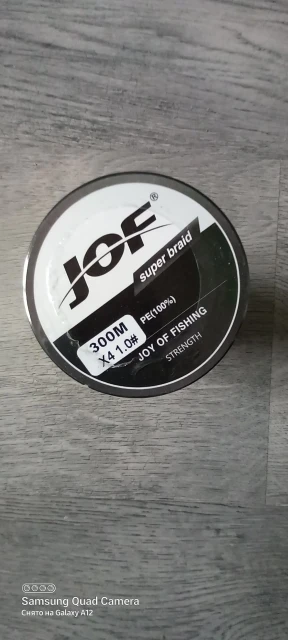 JOF®
super braid
PE(100%)
300M
X4 1.0#
JOY OF FISHING
STRENGTH
Samsung Quad Camera
Снято на Galaxy A12